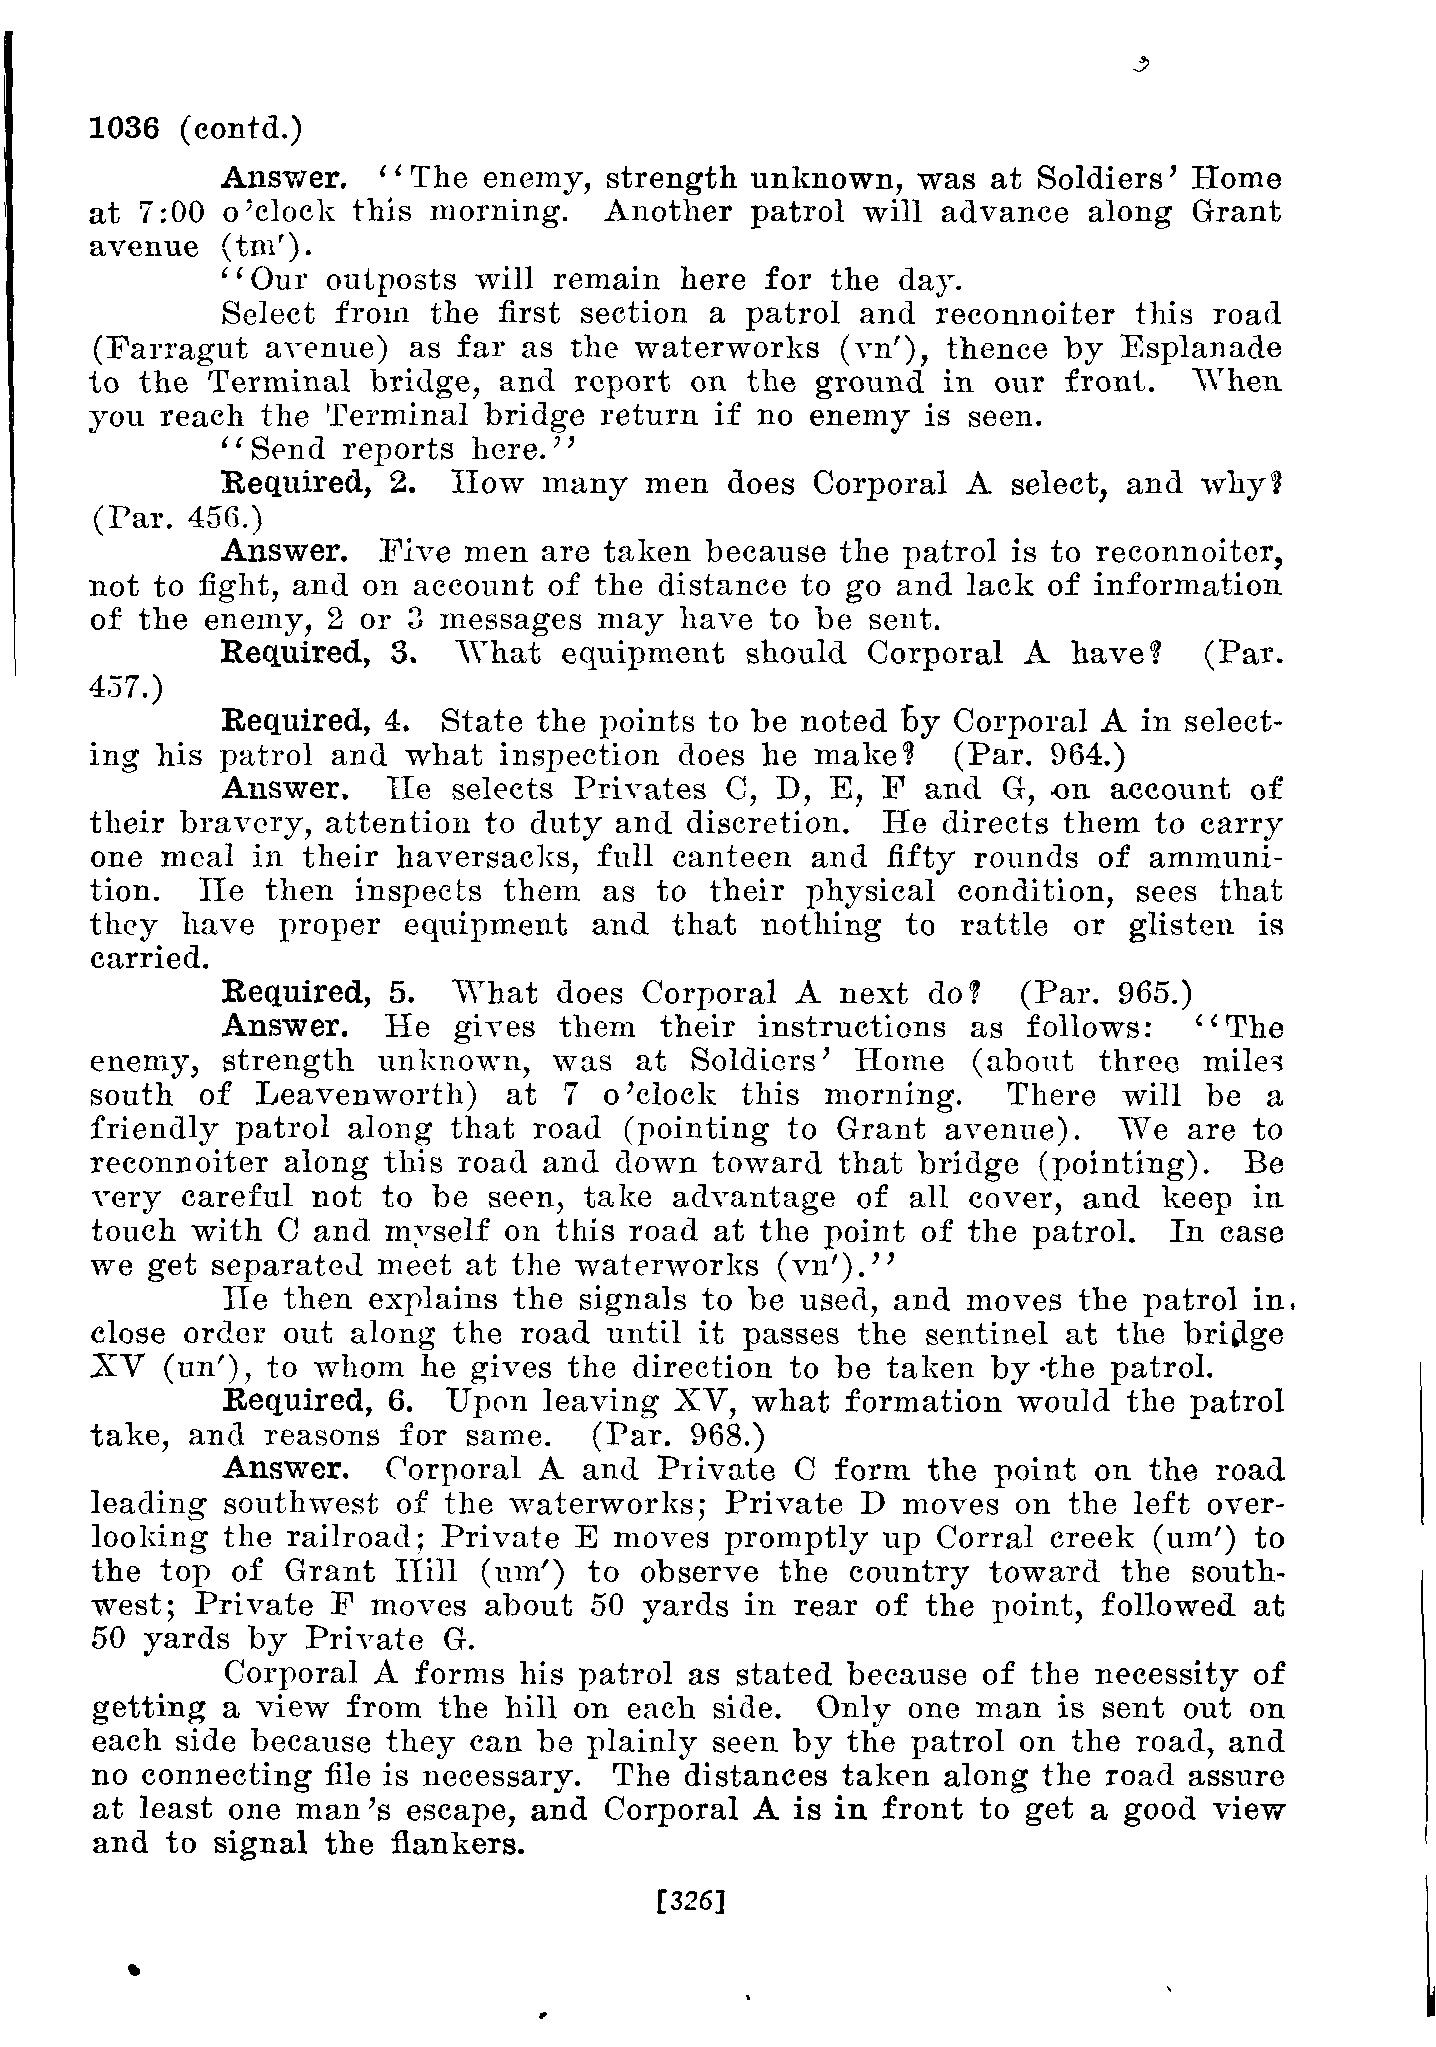 1036 (contd.)
Answer. ‘‘The enemy, strength unknown, was at Soldiers’ Home
at 7:00 o’clock this morning. Another patrol will advance along Grant
avenue (tm').
‘‘Our outposts will remain here for the day.
Select from the first section a patrol and reconnoiter this road
(Farragut avenue) as far as the waterworks (vn'), thence by Esplanade
to the Terminal bridge, and report on the ground in our front. When
you reach the Terminal bridge return if no enemy is seen.
‘‘Send reports here.’’
Required, 2. How many men does Corporal A select, and why?
(Par. 456.)
Answer. Five men are taken because the patrol is to reconnoiter,
not to fight, and on account of the distance to go and lack of information
of the enemy, 2 or 3 messages may have to be sent.
Required, 3. What equipment should Corporal A have? (Par.
457.)
Required, 4. State the points to be noted by Corporal A in select-
ing his patrol and what inspection does he make? (Par. 964.)
Answer. He selects Privates C, D, E, F and G, on account of
their bravery, attention to duty and discretion. He directs them to carry
one meal in their haversacks, full canteen and fifty rounds of ammuni-
tion. He then inspects them as to their physical condition, sees that
they have proper equipment and that nothing to rattle or glisten is
carried.
Required, 5. What does Corporal A next do? (Par. 965.)
Answer. He gives them their instructions as follows: ‘‘The
enemy, strength unknown, was at Soldiers’ Home (about three miles
south of Leavenworth) at 7 o’clock this morning. There will be a
friendly patrol along that road (pointing to Grant avenue). We are to
reconnoiter along this road and down toward that bridge (pointing). Be
very careful not to be seen, take advantage of all cover, and keep in
touch with C and myself on this road at the point of the patrol. In case
we get separated meet at the waterworks (vn').’’
He then explains the signals to be used, and moves the patrol in
close order out along the road until it passes the sentinel at the bridge
XV (un'), to whom he gives the direction to be taken by the patrol.
Required, 6. Upon leaving XV, what formation would the patrol
take, and reasons for same. (Par. 968.)
Answer. Corporal A and Private C form the point on the road
leading southwest of the waterworks; Private D moves on the left over-
looking the railroad; Private E moves promptly up Corral creek (um') to
the top of Grant Hill (um') to observe the country toward the south-
west; Private F moves about 50 yards in rear of the point, followed at
50 yards by Private G.
Corporal A forms his patrol as stated because of the necessity of
getting a view from the hill on each side. Only one man is sent out on
each side because they can be plainly seen by the patrol on the road, and
no connecting file is necessary. The distances taken along the road assure
at least one man’s escape, and Corporal A is in front to get a good view
and to signal the flankers.
[326]